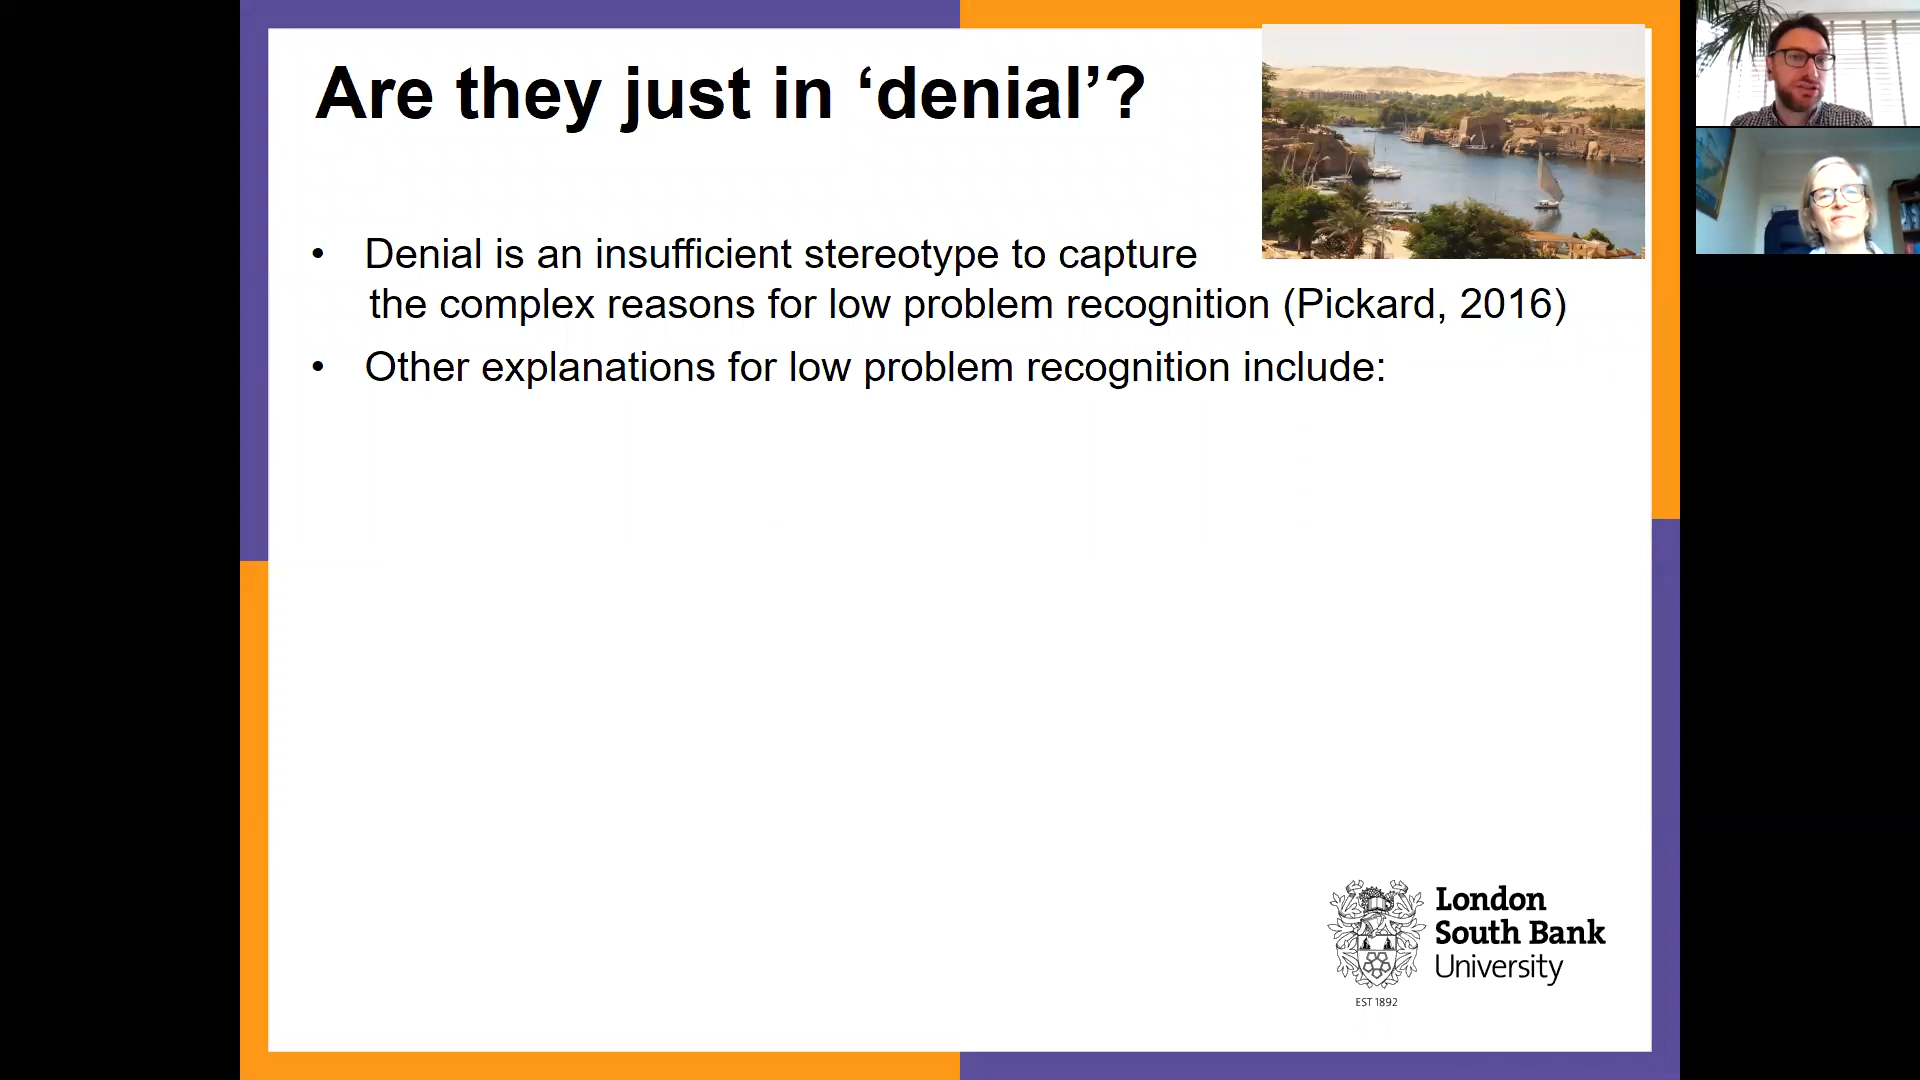 Are they just in ‘denial’?
• Denial is an insufficient stereotype to capture
the complex reasons for low problem recognition (Pickard, 2016)
• Other explanations for low problem recognition include:
London
South Bank
University
EST 1892